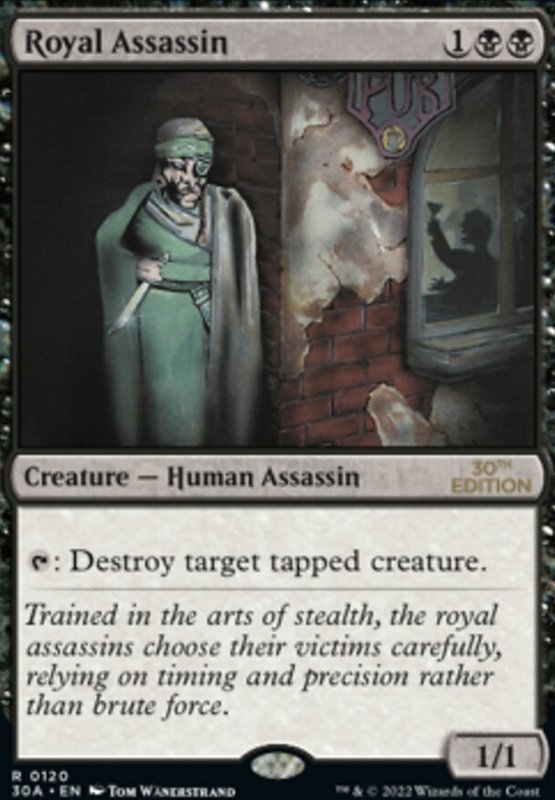 Royal Assassin 1
PUB
Creature — Human Assassin
30TH
EDITION
: Destroy target tapped creature.
Trained in the arts of stealth, the royal
assassins choose their victims carefully,
relying on timing and precision rather
than brute force.
1/1
R 0120
30A • EN Tom Wänerstrand
™ & © 2022 Wizards of the Coast